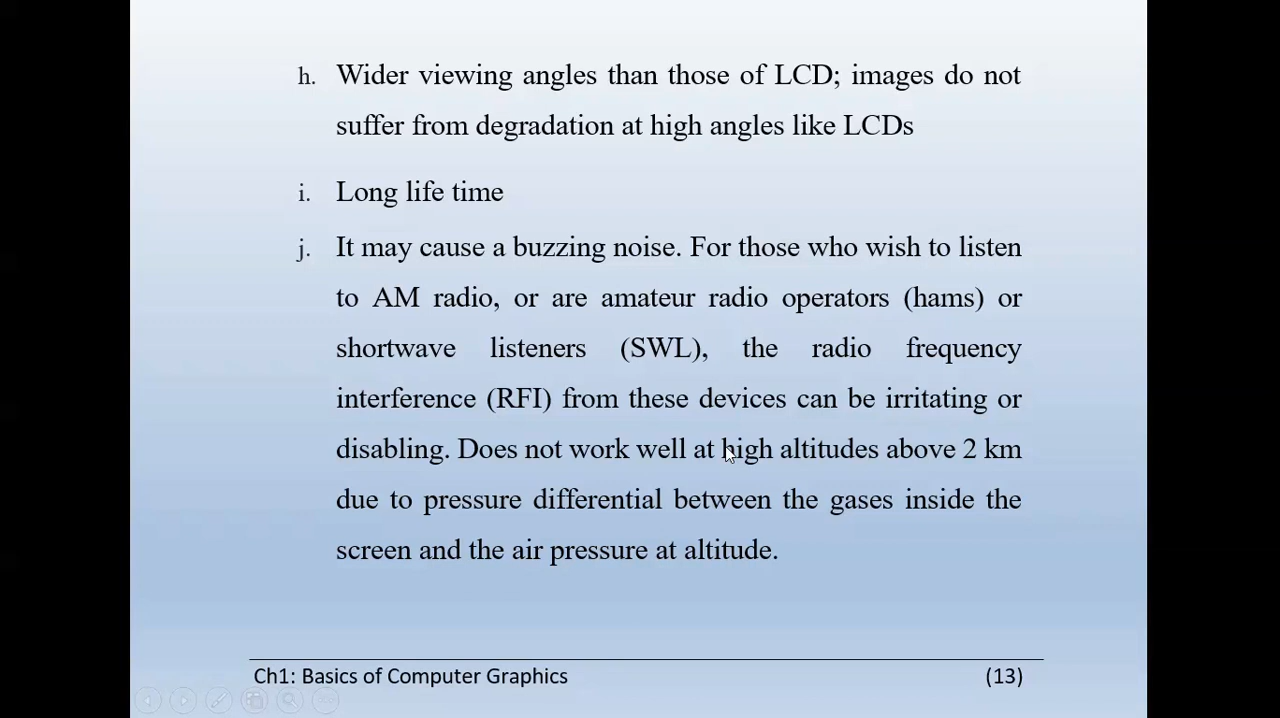 h. Wider viewing angles than those of LCD; images do not
suffer from degradation at high angles like LCDs
i. Long life time
j. It may cause a buzzing noise. For those who wish to listen
to AM radio, or are amateur radio operators (hams) or
shortwave listeners (SWL), the radio frequency
interference (RFI) from these devices can be irritating or
disabling. Does not work well at high altitudes above 2 km
due to pressure differential between the gases inside the
screen and the air pressure at altitude.
Ch1: Basics of Computer Graphics (13)